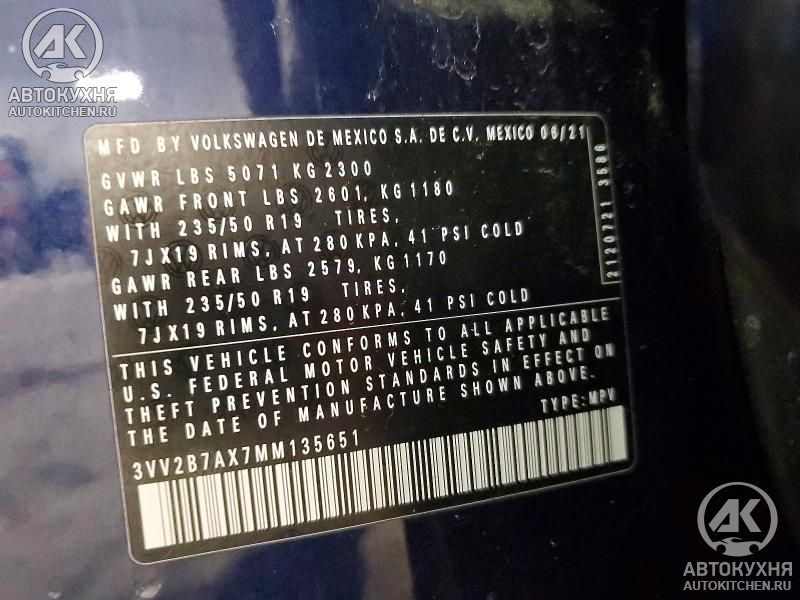 AK
АВТОКУХНЯ
AUTOKITCHEN.RU
MFD BY VOLKSWAGEN DE MEXICO S.A. DE C.V. MEXICO 06/21
GVWR LBS 5071 KG 2300
GAWR FRONT LBS 2601, KG 1180
WITH 235/50 R19 TIRES,
7JX19 RIMS, AT 280 KPA, 41 PSI COLD
GAWR REAR LBS 2579, KG 1170
WITH 235/50 R19 TIRES,
7JX19 RIMS, AT 280 KPA, 41 PSI COLD
2120721 3586
THIS VEHICLE CONFORMS TO ALL APPLICABLE
U.S. FEDERAL MOTOR VEHICLE SAFETY AND
THEFT PREVENTION STANDARDS IN EFFECT ON
THE DATE OF MANUFACTURE SHOWN ABOVE.
TYPE: MPV
3VV2B7AX7MM135651
AK
АВТОКУХНЯ
AUTOKITCHEN.RU